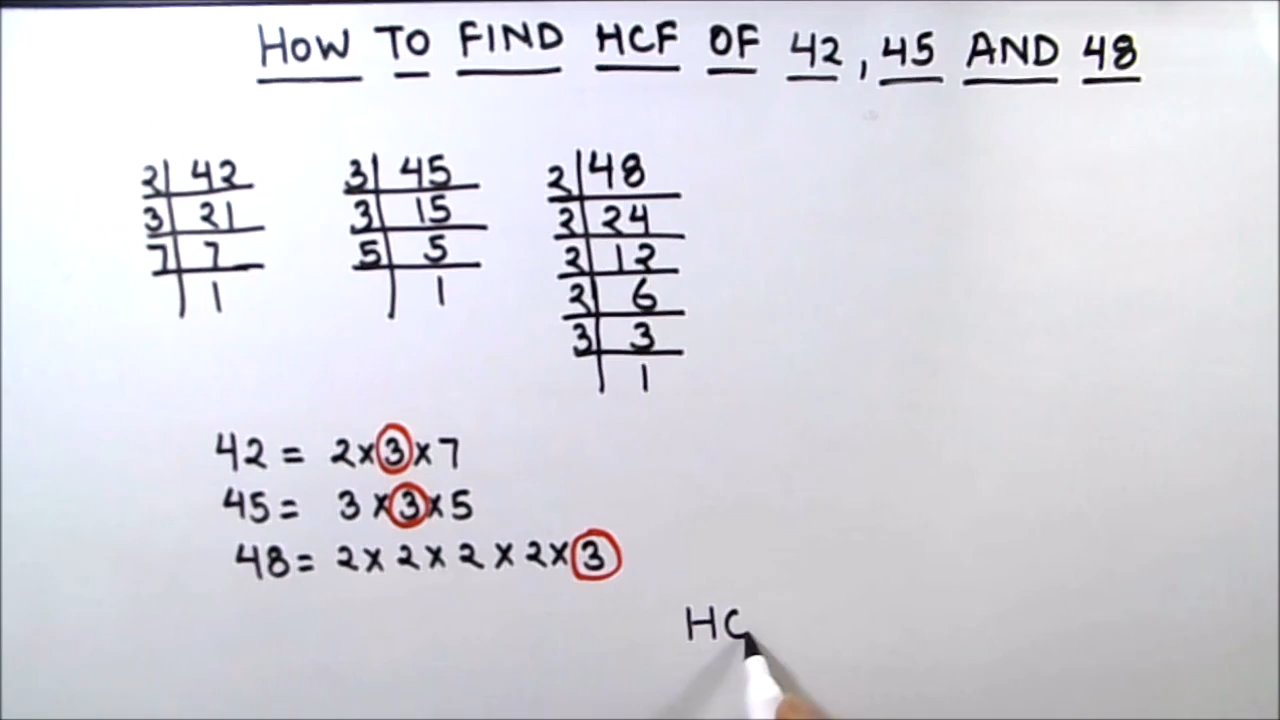 HOW TO FIND HCF OF 42, 45 AND 48
2 42
3 21
7 7
1
3 45
3 15
5 5
1
2 48
2 24
2 12
2 6
3 3
1
42 = 2×3×7
45 = 3×3×5
48 = 2×2×2×2×3
HC